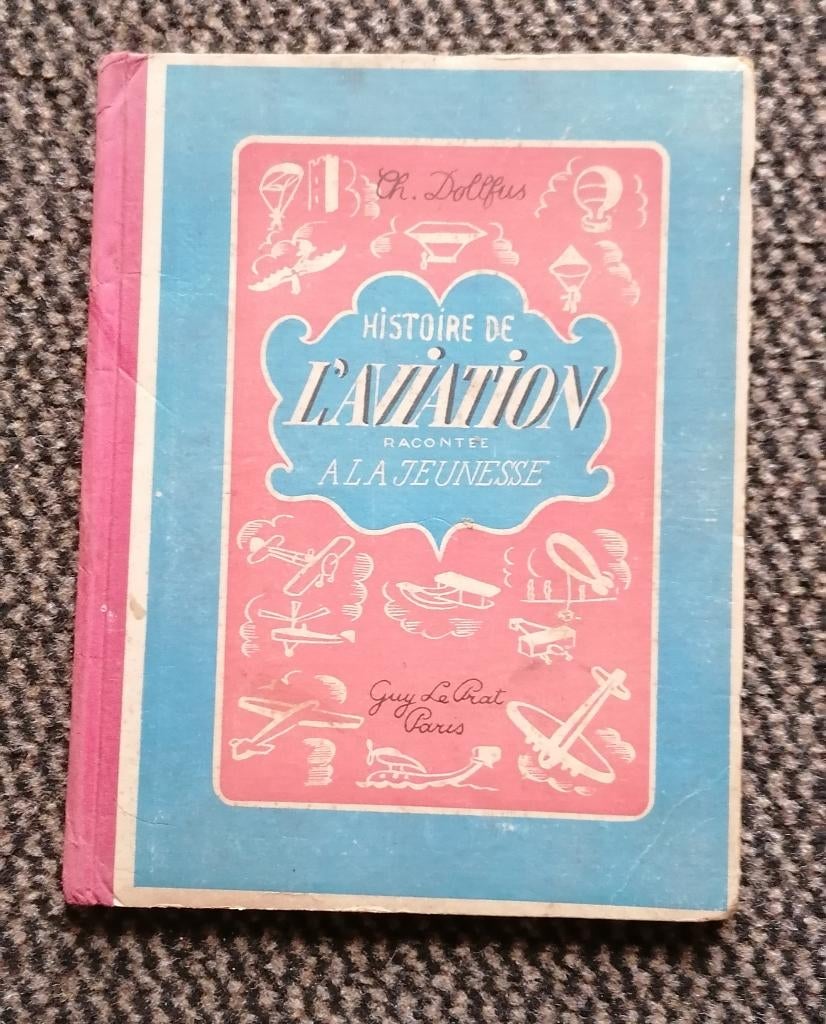 Ch. Dollfus
HISTOIRE DE
L'AVIATION
RACONTÉE
A LA JEUNESSE
Guy Le Prat
Paris